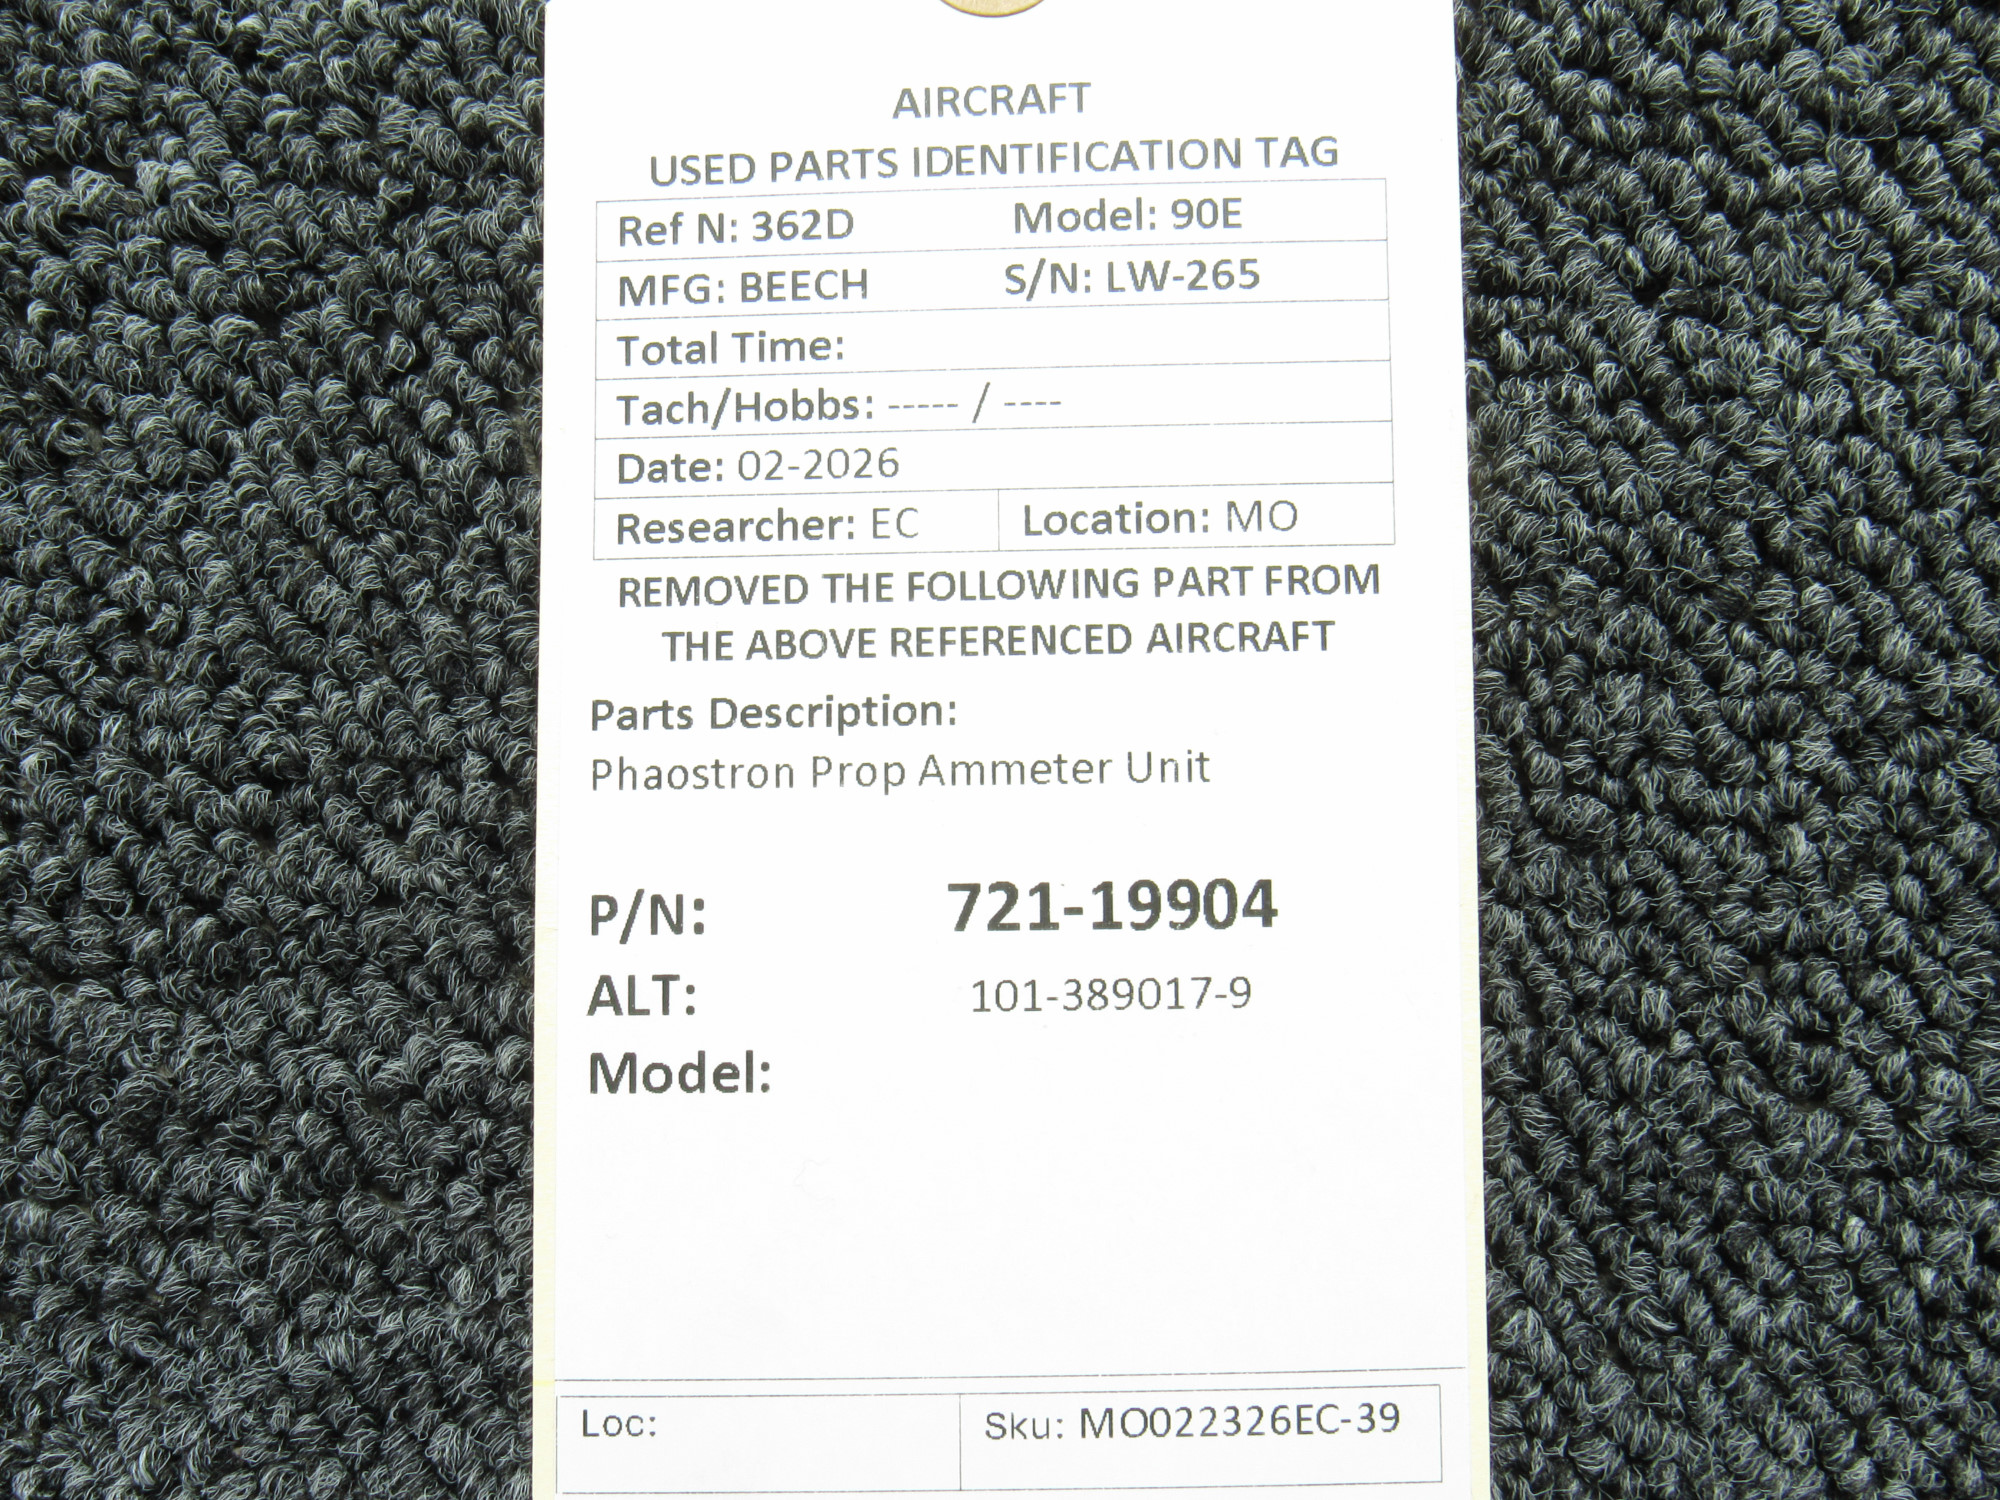 AIRCRAFT
USED PARTS IDENTIFICATION TAG
Ref N: 362D Model: 90E
MFG: BEECH S/N: LW-265
Total Time:
Tach/Hobbs: ----- / ----
Date: 02-2026
Researcher: EC Location: MO
REMOVED THE FOLLOWING PART FROM
THE ABOVE REFERENCED AIRCRAFT
Parts Description:
Phaostron Prop Ammeter Unit
P/N: 721-19904
ALT: 101-389017-9
Model:
Loc: Sku: MO022326EC-39